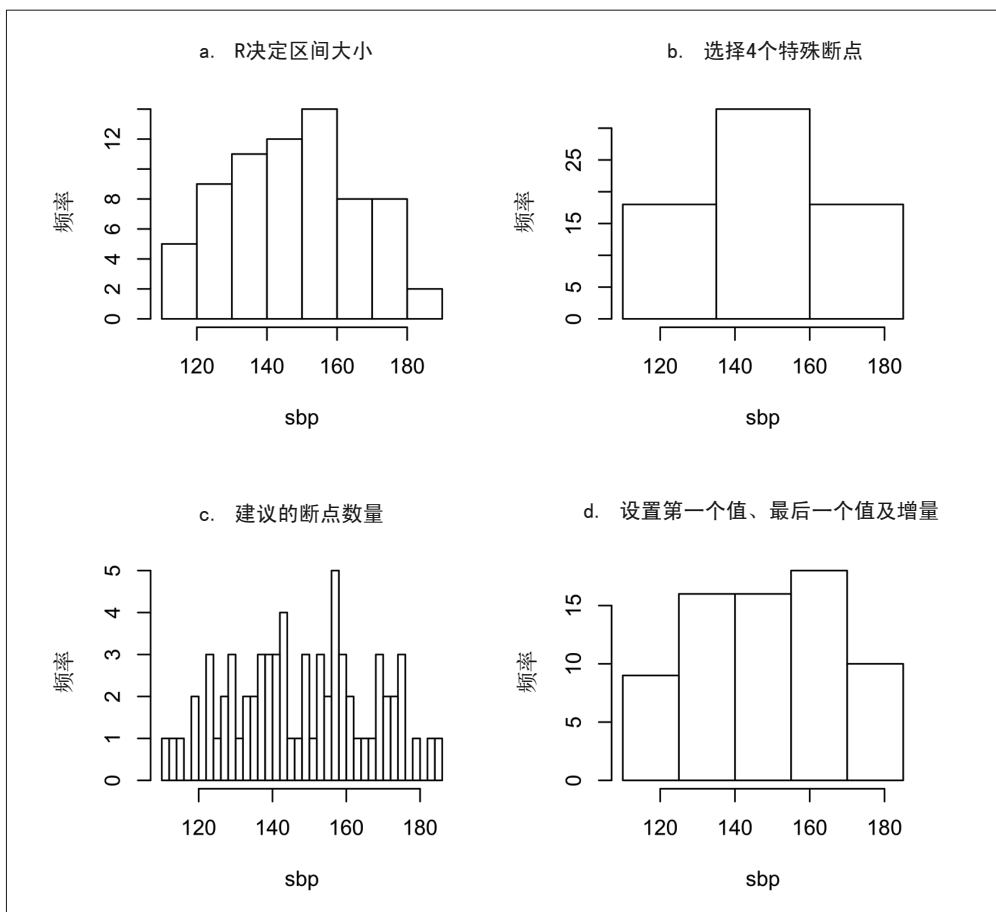 a. R决定区间大小
频率
0 2 4 6 8 12
120 140 160 180
sbp
b. 选择4个特殊断点
频率
0 5 15 25
120 140 160 180
sbp
c. 建议的断点数量
频率
0 1 2 3 4 5
120 140 160 180
sbp
d. 设置第一个值、最后一个值及增量
频率
0 5 10 15
120 140 160 180
sbp